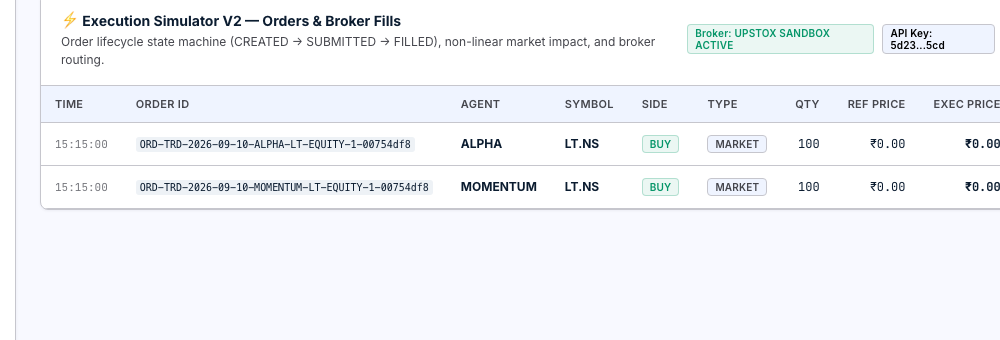 ⚡ Execution Simulator V2 — Orders & Broker Fills
Order lifecycle state machine (CREATED → SUBMITTED → FILLED), non-linear market impact, and broker
routing.
Broker: UPSTOX SANDBOX
ACTIVE
API Key:
5d23...5cd
TIME ORDER ID AGENT SYMBOL SIDE TYPE QTY REF PRICE EXEC PRICE
15:15:00 ORD-TRD-2026-09-10-ALPHA-LT-EQUITY-1-00754df8 ALPHA LT.NS BUY MARKET 100 ₹0.00 ₹0.00
15:15:00 ORD-TRD-2026-09-10-MOMENTUM-LT-EQUITY-1-00754df8 MOMENTUM LT.NS BUY MARKET 100 ₹0.00 ₹0.00